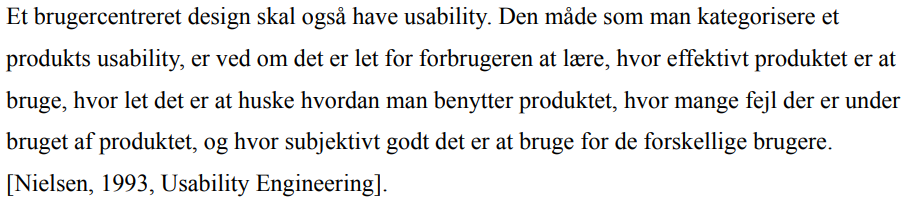 Et brugercentreret design skal også have usability. Den måde som man kategorisere et
produkts usability, er ved om det er let for forbrugeren at lære, hvor effektivt produktet er at
bruge, hvor let det er at huske hvordan man benytter produktet, hvor mange fejl der er under
bruget af produktet, og hvor subjektivt godt det er at bruge for de forskellige brugere.
[Nielsen, 1993, Usability Engineering].